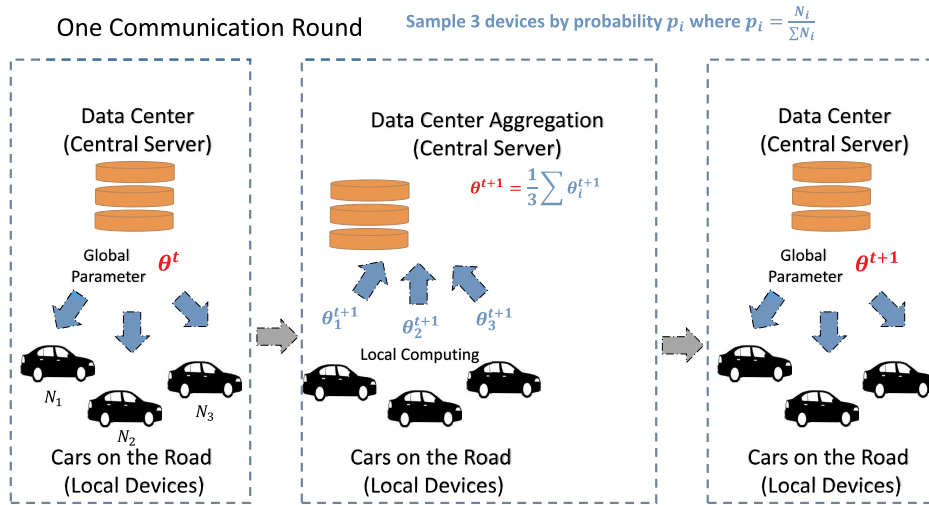 One Communication Round
Sample 3 devices by probability p_i where p_i = N_i / ∑N_i
Data Center
(Central Server)
Global
Parameter
θ^t
N_1
N_2
N_3
Cars on the Road
(Local Devices)
Data Center Aggregation
(Central Server)
θ^{t+1} = 1/3 ∑ θ_i^{t+1}
θ_1^{t+1}
θ_2^{t+1}
θ_3^{t+1}
Local Computing
Cars on the Road
(Local Devices)
Data Center
(Central Server)
Global
Parameter
θ^{t+1}
Cars on the Road
(Local Devices)